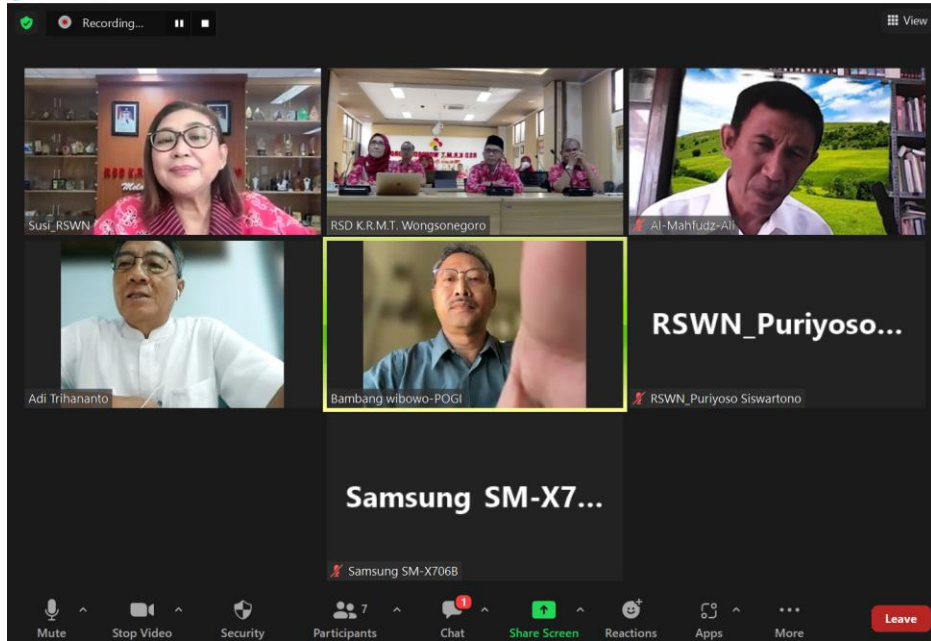 Recording...
View
Susi_RSWN
RSD K.R.M.T. Wongsonegoro
Al-Mahfudz-Ali
Adi Trihananto
Bambang wibowo-POGI
RSWN_Puriyoso...
RSWN_Puriyoso Siswartono
Samsung SM-X7...
Samsung SM-X706B
Mute
Stop Video
Security
7
Participants
1
Chat
Share Screen
Reactions
Apps
More
Leave